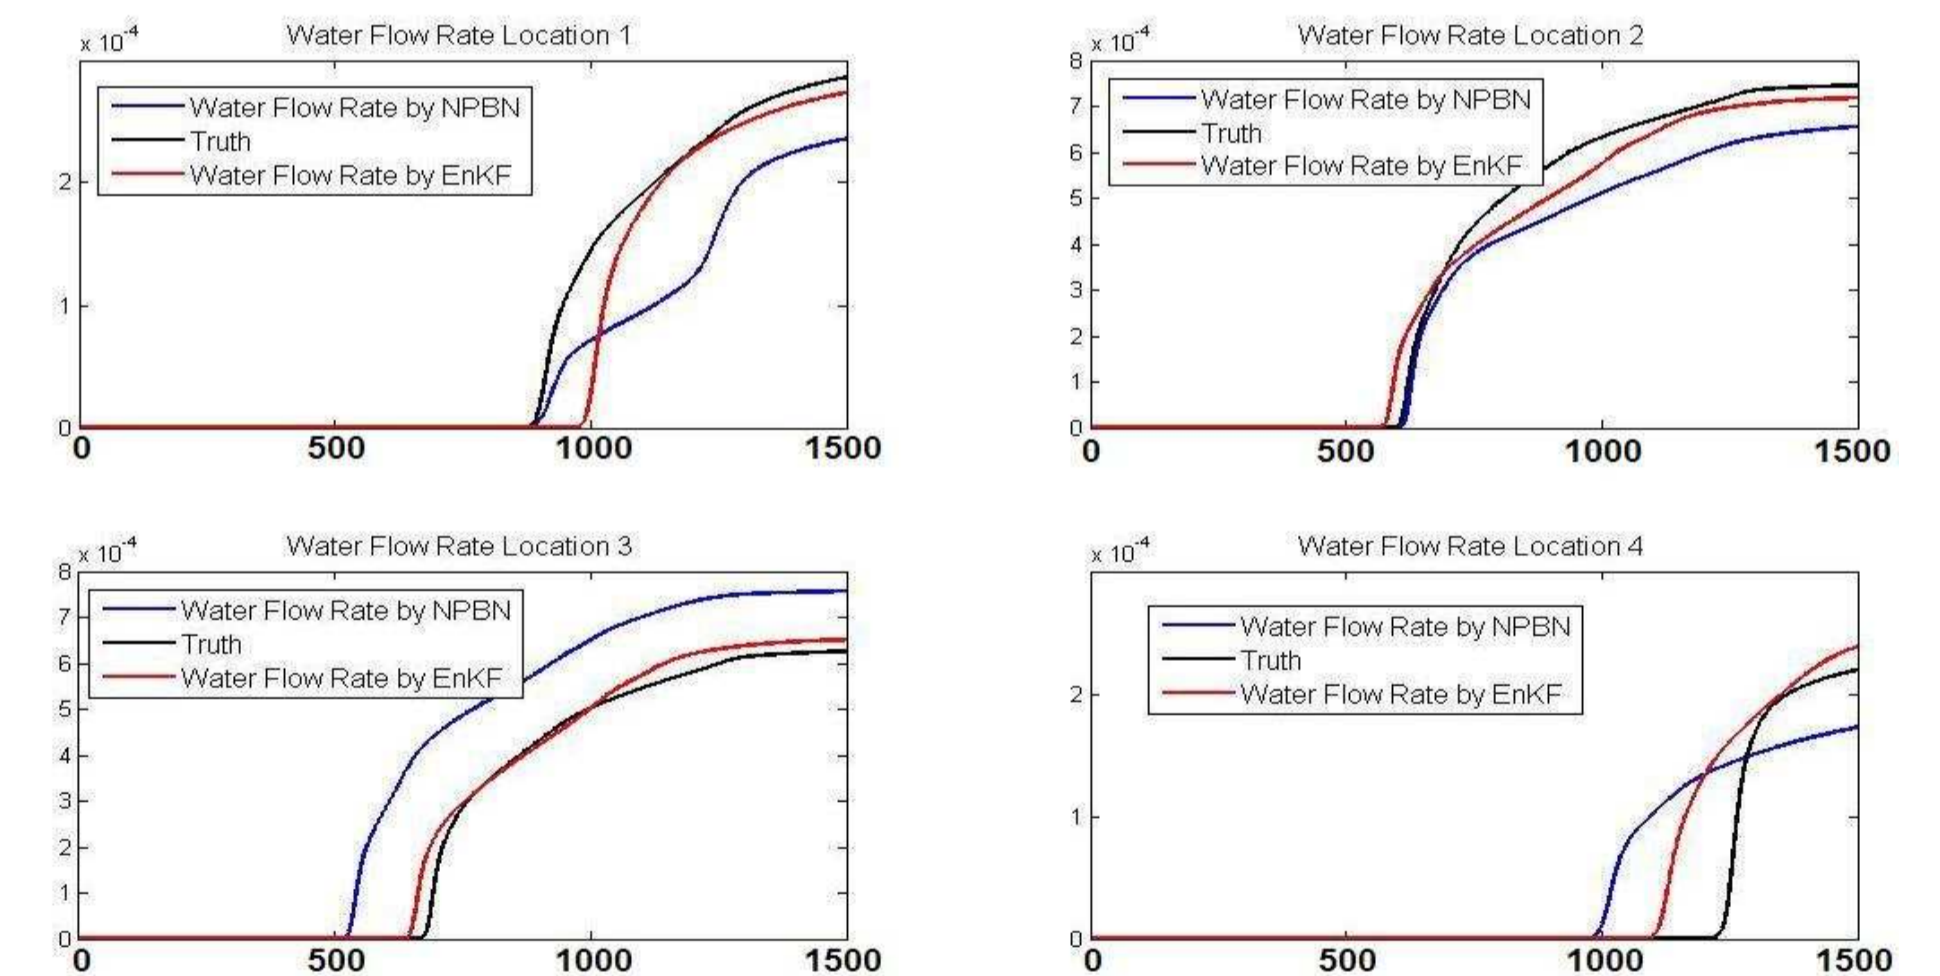 Water Flow Rate Location 1
x 10-4
Water Flow Rate by NPBN
Truth
Water Flow Rate by EnKF
2
1
0
0 500 1000 1500
Water Flow Rate Location 2
x 10-4
8
7
6
5
4
3
2
1
0
Water Flow Rate by NPBN
Truth
Water Flow Rate by EnKF
0 500 1000 1500
Water Flow Rate Location 3
x 10-4
8
7
6
5
4
3
2
1
0
Water Flow Rate by NPBN
Truth
Water Flow Rate by EnKF
0 500 1000 1500
Water Flow Rate Location 4
x 10-4
Water Flow Rate by NPBN
Truth
Water Flow Rate by EnKF
2
1
0
0 500 1000 1500